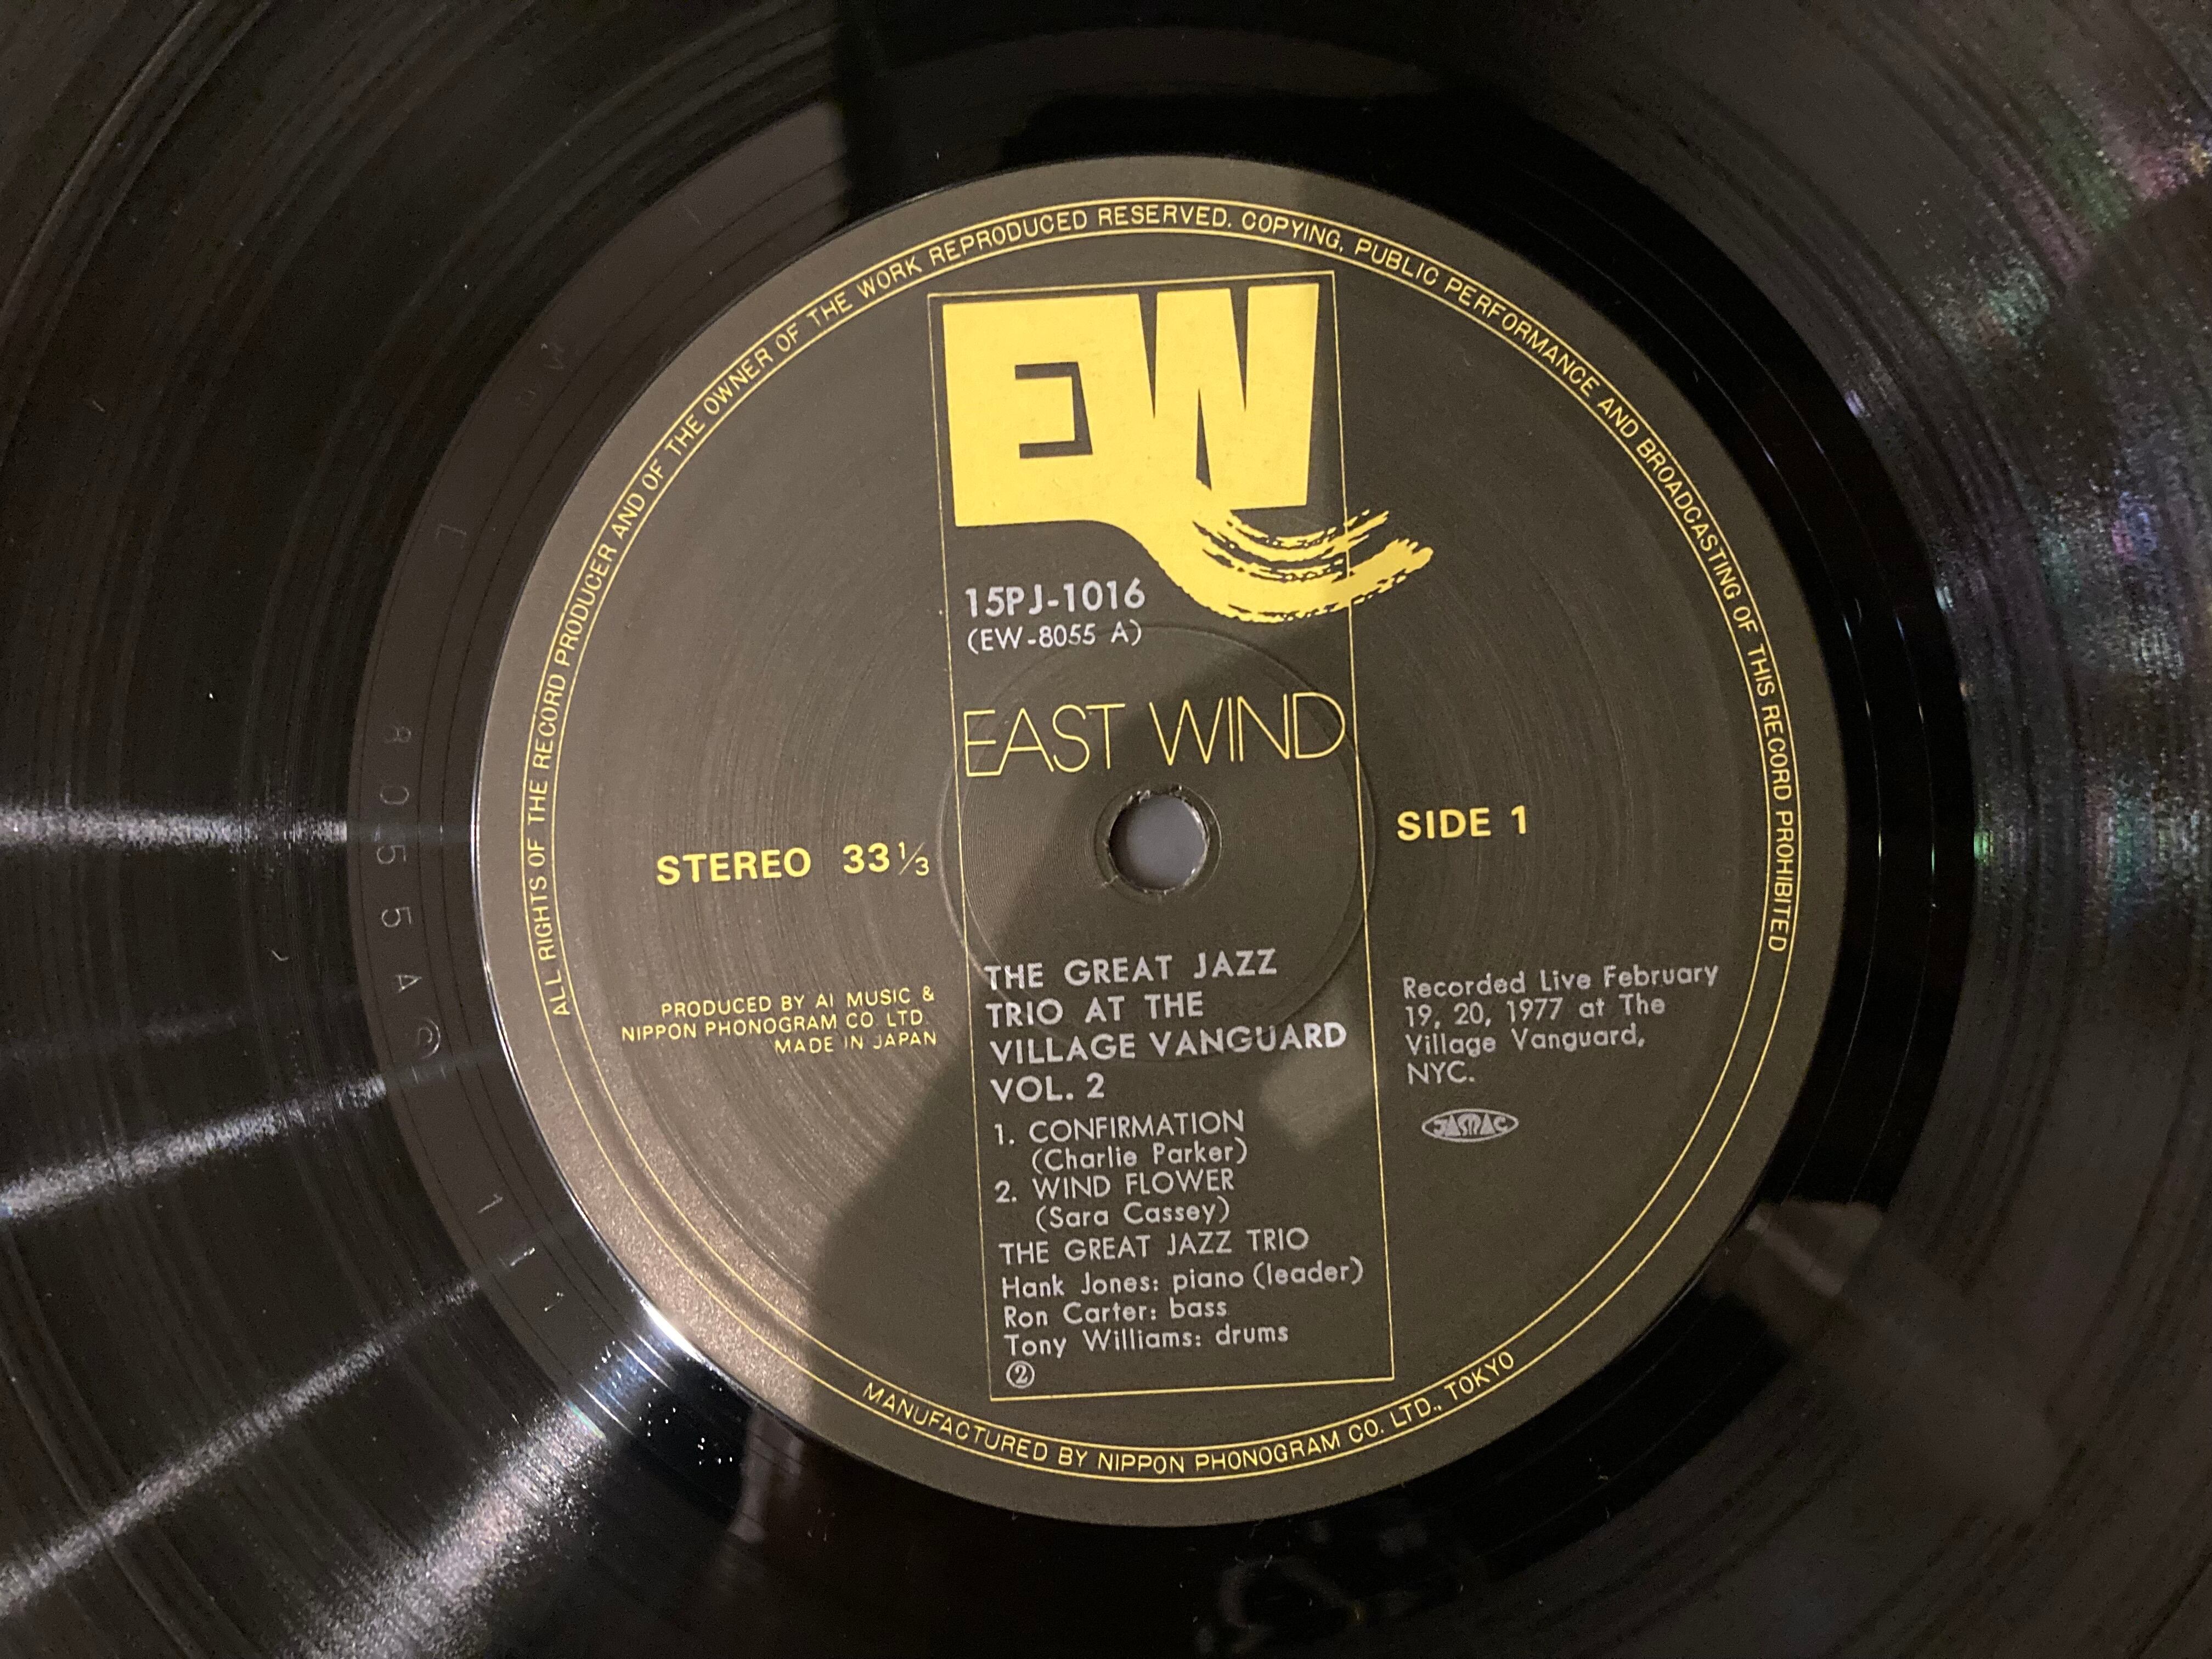 ALL RIGHTS OF THE RECORD PRODUCER AND OF THE OWNER OF THE WORK REPRODUCED RESERVED. COPYING, PUBLIC PERFORMANCE AND BROADCASTING OF THIS RECORD PROHIBITED
EW
15PJ-1016
(EW-8055 A)
EAST WIND
STEREO 33 1/3
SIDE 1
PRODUCED BY AI MUSIC &
NIPPON PHONOGRAM CO. LTD.
MADE IN JAPAN
THE GREAT JAZZ
TRIO AT THE
VILLAGE VANGUARD
VOL. 2
1. CONFIRMATION
(Charlie Parker)
2. WIND FLOWER
(Sara Cassey)
THE GREAT JAZZ TRIO
Hank Jones: piano (leader)
Ron Carter: bass
Tony Williams: drums
②
Recorded Live February
19, 20, 1977 at The
Village Vanguard,
NYC.
JASRAC
MANUFACTURED BY NIPPON PHONOGRAM CO. LTD., TOKYO